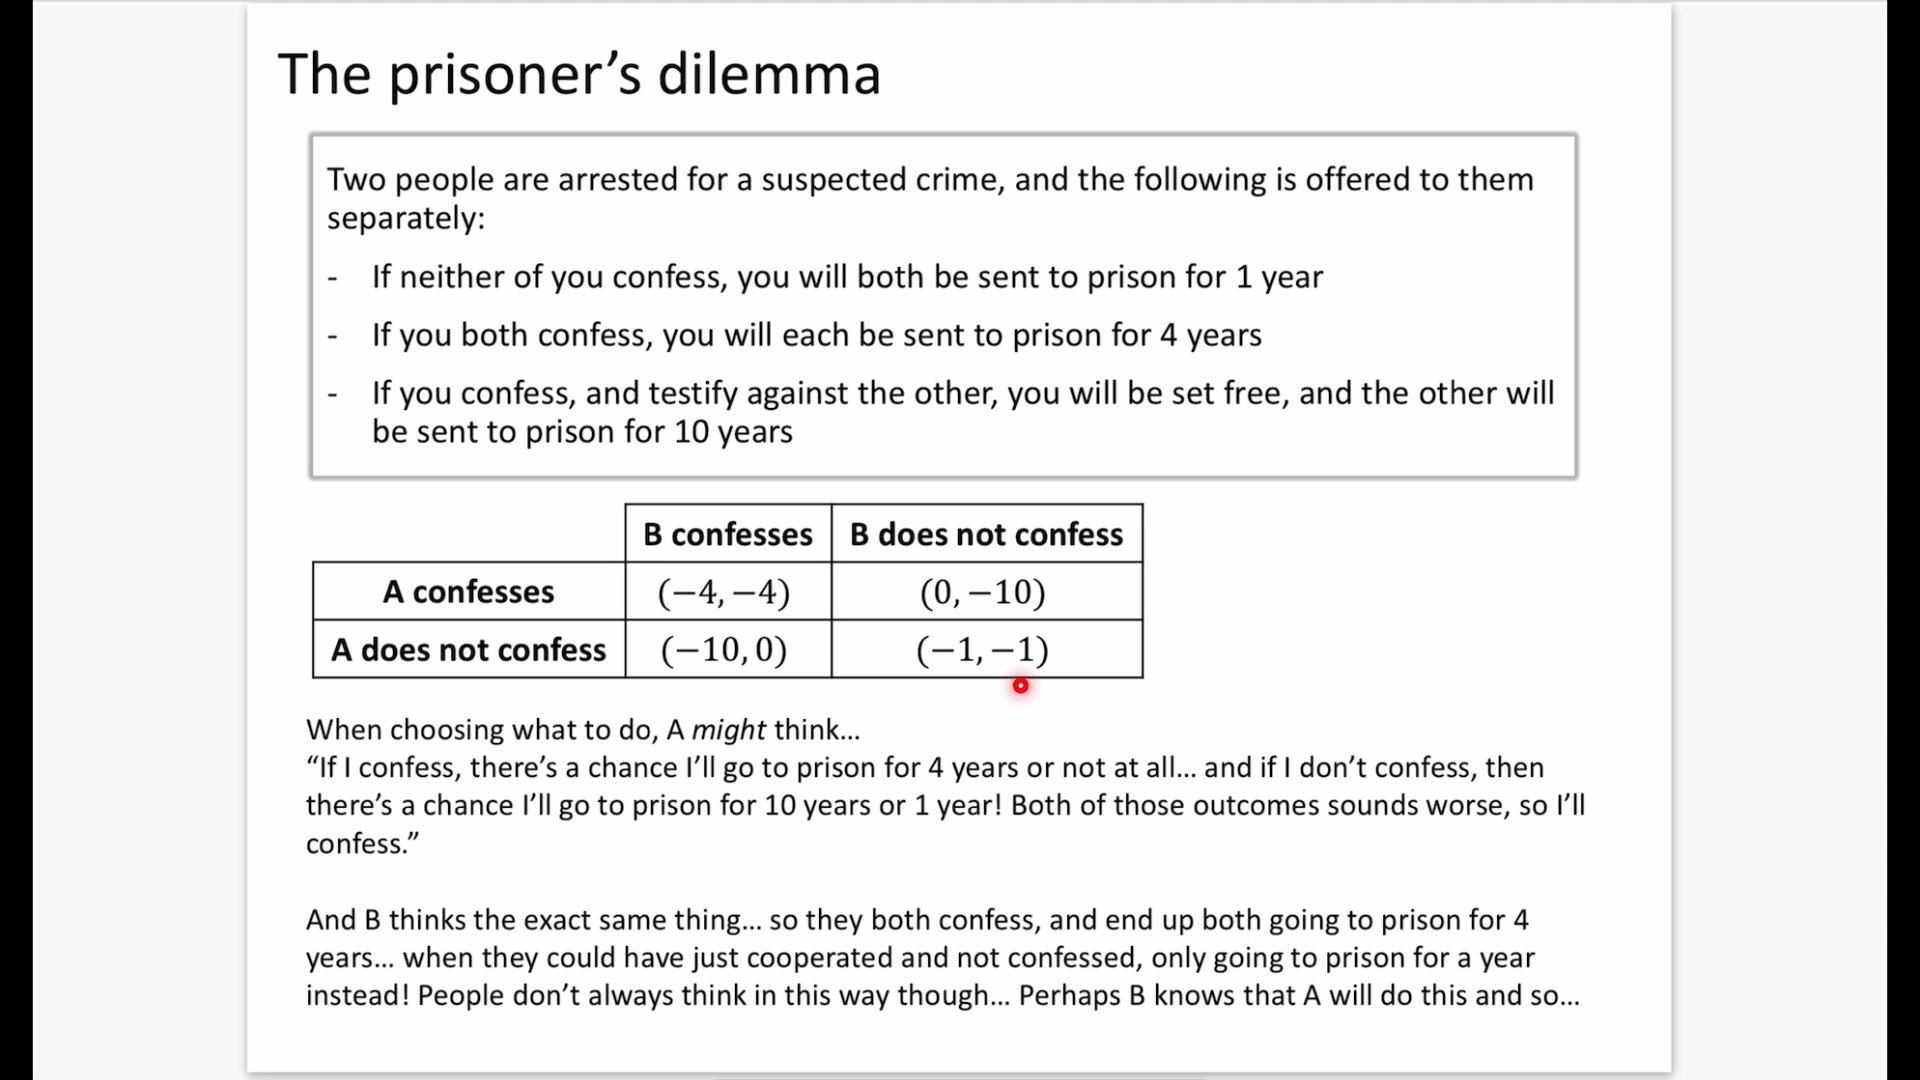 The prisoner’s dilemma
Two people are arrested for a suspected crime, and the following is offered to them
separately:
- If neither of you confess, you will both be sent to prison for 1 year
- If you both confess, you will each be sent to prison for 4 years
- If you confess, and testify against the other, you will be set free, and the other will
be sent to prison for 10 years
B confesses B does not confess
A confesses (−4, −4) (0, −10)
A does not confess (−10, 0) (−1, −1)
When choosing what to do, A might think...
“If I confess, there’s a chance I’ll go to prison for 4 years or not at all... and if I don’t confess, then
there’s a chance I’ll go to prison for 10 years or 1 year! Both of those outcomes sounds worse, so I’ll
confess.”
And B thinks the exact same thing... so they both confess, and end up both going to prison for 4
years... when they could have just cooperated and not confessed, only going to prison for a year
instead! People don’t always think in this way though... Perhaps B knows that A will do this and so...